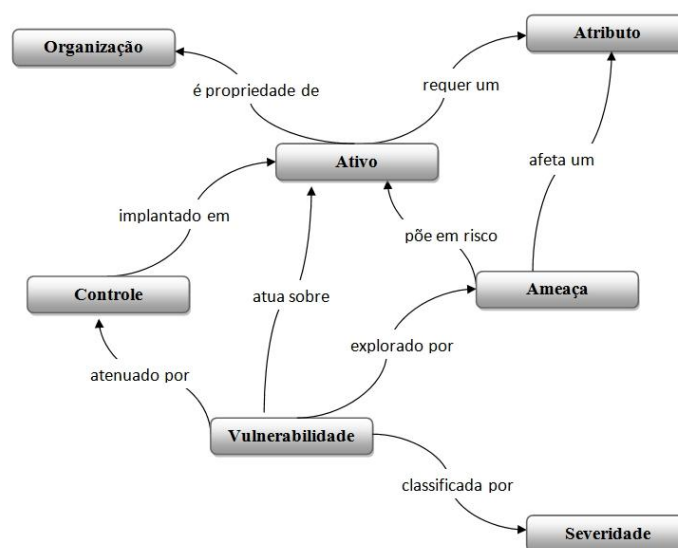 Organização
Atributo
é propriedade de
requer um
Ativo
afeta um
implantado em
põe em risco
Controle
atua sobre
Ameaça
explorado por
atenuado por
Vulnerabilidade
classificada por
Severidade